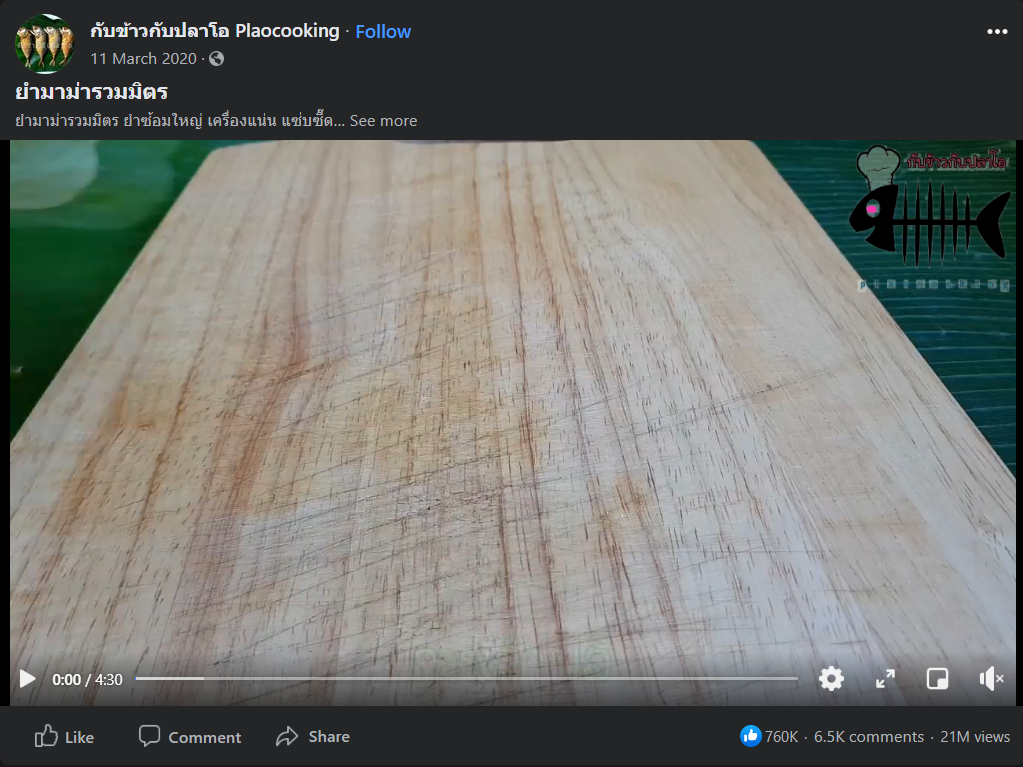 กับข้าวกับปลาโอ Plaocooking · Follow
11 March 2020 ·
ยำมาม่ารวมมิตร
ยำมาม่ารวมมิตร ยำซ้อมใหญ่ เครื่องแน่น แซ่บซี๊ด... See more
กับข้าวกับปลาโอ
0:00 / 4:30
Like Comment Share 760K · 6.5K comments · 21M views